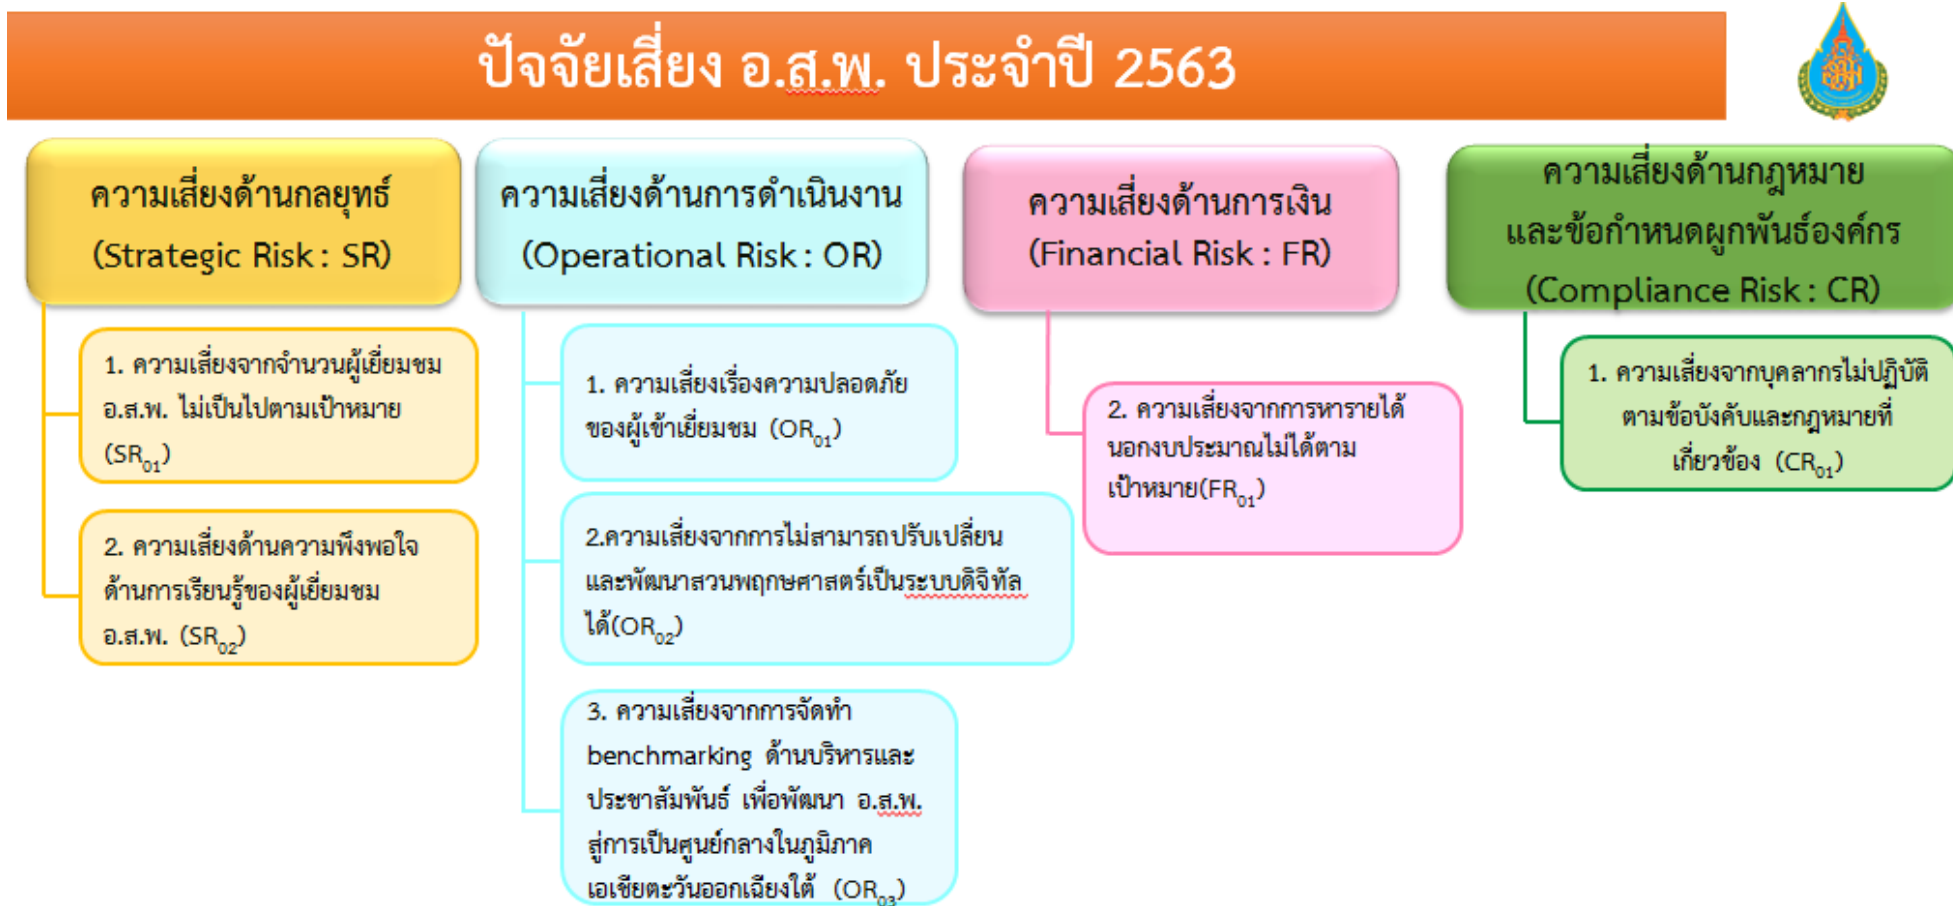 ปัจจัยเสี่ยง อ.ส.พ. ประจำปี 2563
ความเสี่ยงด้านกลยุทธ์
(Strategic Risk : SR)
1. ความเสี่ยงจากจำนวนผู้เยี่ยมชม
อ.ส.พ. ไม่เป็นไปตามเป้าหมาย
(SR01)
2. ความเสี่ยงด้านความพึงพอใจ
ด้านการเรียนรู้ของผู้เยี่ยมชม
อ.ส.พ. (SR02)
ความเสี่ยงด้านการดำเนินงาน
(Operational Risk : OR)
1. ความเสี่ยงเรื่องความปลอดภัย
ของผู้เข้าเยี่ยมชม (OR01)
2.ความเสี่ยงจากการไม่สามารถปรับเปลี่ยน
และพัฒนาสวนพฤกษศาสตร์เป็นระบบดิจิทัล
ได้(OR02)
3. ความเสี่ยงจากการจัดทำ
benchmarking ด้านบริหารและ
ประชาสัมพันธ์ เพื่อพัฒนา อ.ส.พ.
สู่การเป็นศูนย์กลางในภูมิภาค
เอเชียตะวันออกเฉียงใต้ (OR03)
ความเสี่ยงด้านการเงิน
(Financial Risk : FR)
2. ความเสี่ยงจากการหารายได้
นอกงบประมาณไม่ได้ตาม
เป้าหมาย(FR01)
ความเสี่ยงด้านกฎหมาย
และข้อกำหนดผูกพันธ์องค์กร
(Compliance Risk : CR)
1. ความเสี่ยงจากบุคลากรไม่ปฏิบัติ
ตามข้อบังคับและกฎหมายที่
เกี่ยวข้อง (CR01)